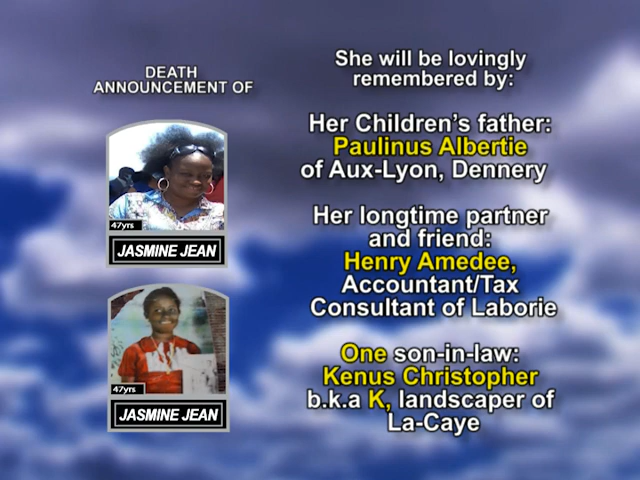 DEATH
ANNOUNCEMENT OF
47yrs
JASMINE JEAN
47yrs
JASMINE JEAN
She will be lovingly
remembered by:
Her Children's father:
Paulinus Albertie
of Aux-Lyon, Dennery
Her longtime partner
and friend:
Henry Amedee,
Accountant/Tax
Consultant of Laborie
One son-in-law:
Kenus Christopher
b.k.a K, landscaper of
La-Caye